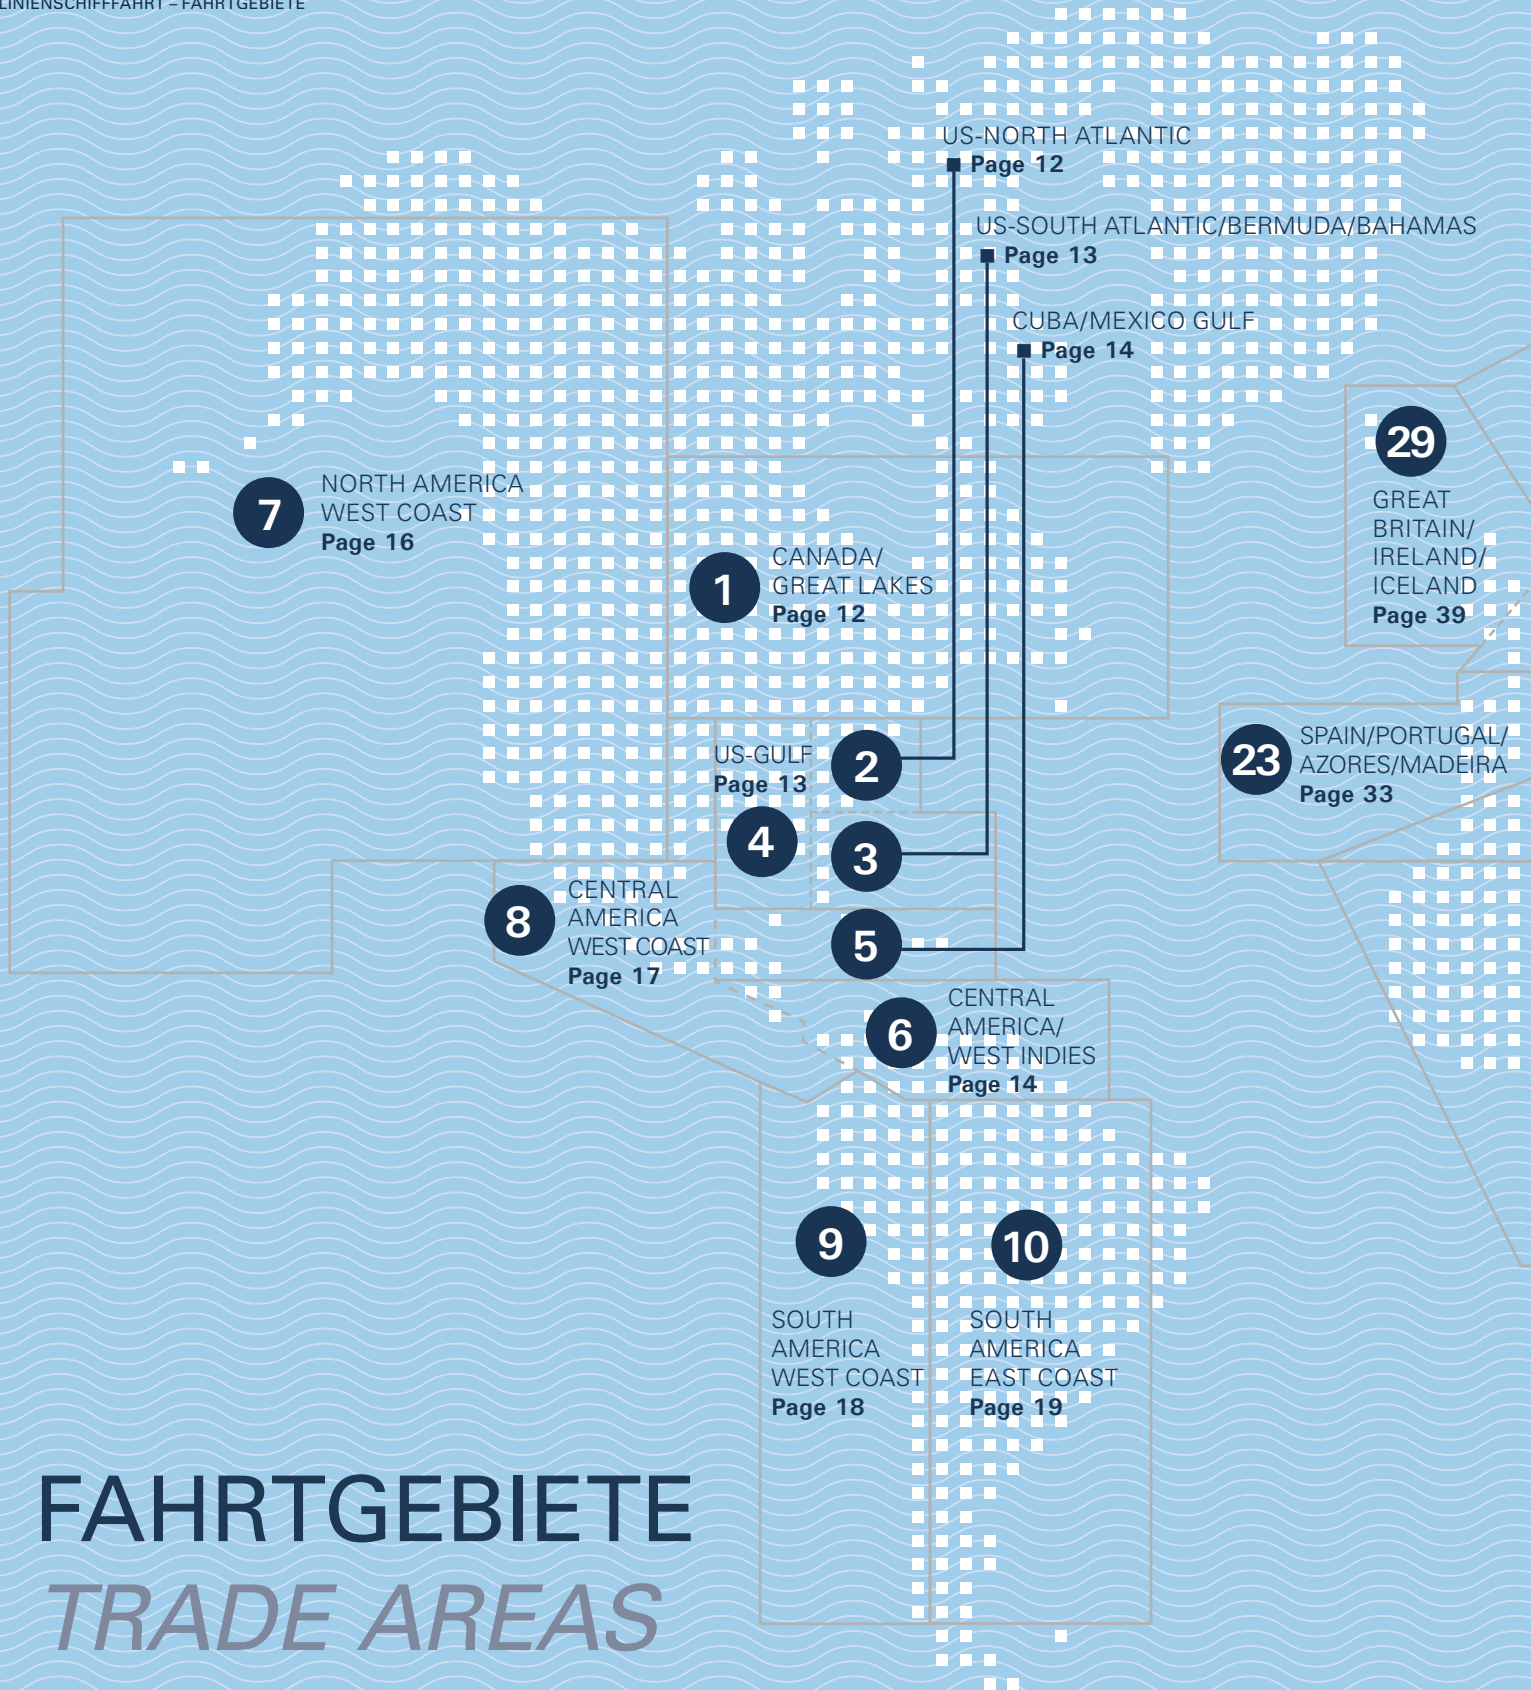 LINIENSCHIFFFAHRT – FAHRTGEBIETE
US-NORTH ATLANTIC
Page 12
US-SOUTH ATLANTIC/BERMUDA/BAHAMAS
Page 13
CUBA/MEXICO GULF
Page 14
29
GREAT
BRITAIN/
IRELAND/
ICELAND
Page 39
7
NORTH AMERICA
WEST COAST
Page 16
1
CANADA/
GREAT LAKES
Page 12
US-GULF
Page 13
2
23
SPAIN/PORTUGAL/
AZORES/MADEIRA
Page 33
4
3
8
CENTRAL
AMERICA
WEST COAST
Page 17
5
6
CENTRAL
AMERICA/
WEST INDIES
Page 14
9
SOUTH
AMERICA
WEST COAST
Page 18
10
SOUTH
AMERICA
EAST COAST
Page 19
FAHRTGEBIETE
TRADE AREAS